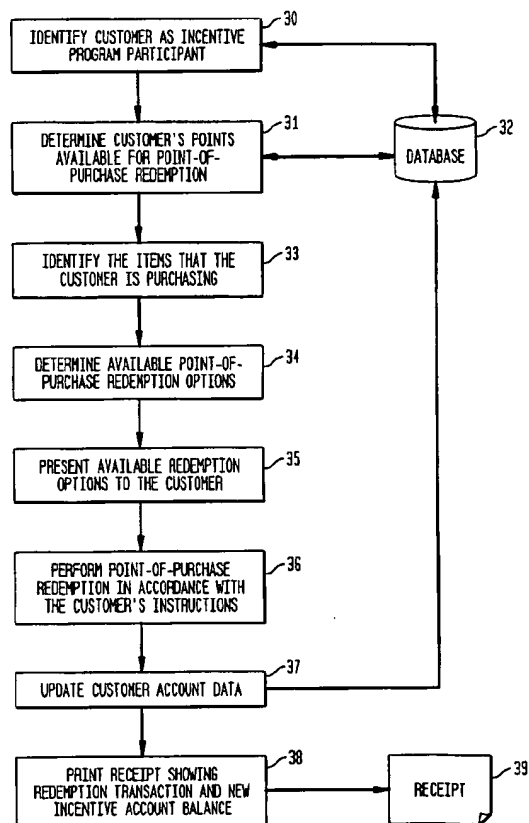 30
IDENTIFY CUSTOMER AS INCENTIVE
PROGRAM PARTICIPANT
31
DETERMINE CUSTOMER'S POINTS
AVAILABLE FOR POINT-OF-
PURCHASE REDEMPTION
32
DATABASE
33
IDENTIFY THE ITEMS THAT THE
CUSTOMER IS PURCHASING
34
DETERMINE AVAILABLE POINT-OF-
PURCHASE REDEMPTION OPTIONS
35
PRESENT AVAILABLE REDEMPTION
OPTIONS TO THE CUSTOMER
36
PERFORM POINT-OF-PURCHASE
REDEMPTION IN ACCORDANCE WITH
THE CUSTOMER'S INSTRUCTIONS
37
UPDATE CUSTOMER ACCOUNT DATA
38
PRINT RECEIPT SHOWING
REDEMPTION TRANSACTION AND NEW
INCENTIVE ACCOUNT BALANCE
39
RECEIPT